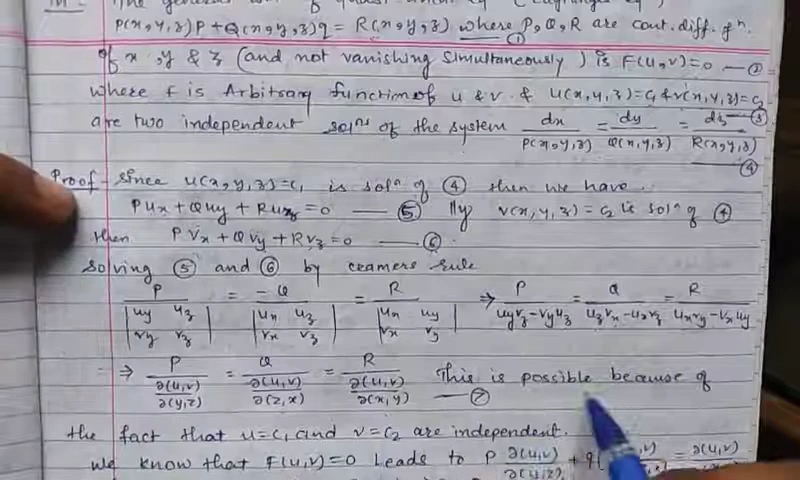 P(x,y,z)p + Q(x,y,z)q = R(x,y,z) where P,Q,R are cont. diff. fⁿ. —①
of x, y & z (and not vanishing simultaneously) is F(u,v)=0 —②
where F is Arbitrary function of u & v & u(x,y,z)=c₁ & v(x,y,z)=c₂ —③
are two independent solⁿs of the system dx/P(x,y,z) = dy/Q(x,y,z) = dz/R(x,y,z) —④
Proof - Since u(x,y,z)=c₁ is solⁿ of ④ then we have
Pux + Quy + Ruz = 0 —⑤ lly v(x,y,z)=c₂ is solⁿ of ④
then Pvx + Qvy + Rvz = 0 —⑥
Solving ⑤ and ⑥ by cramers rule
P/|uy uz; vy vz| = -Q/|ux uz; vx vz| = R/|ux uy; vx vy| ⇒ P/(uyvz - vyuz) = Q/(uzvx - uxvz) = R/(uxvy - vxuy)
⇒ P/(∂(u,v)/∂(y,z)) = Q/(∂(u,v)/∂(z,x)) = R/(∂(u,v)/∂(x,y)) —⑦ This is possible because of
the fact that u=c₁ and v=c₂ are independent.
We know that F(u,v)=0 leads to p ∂(u,v)/∂(y,z) + q = ∂(u,v)